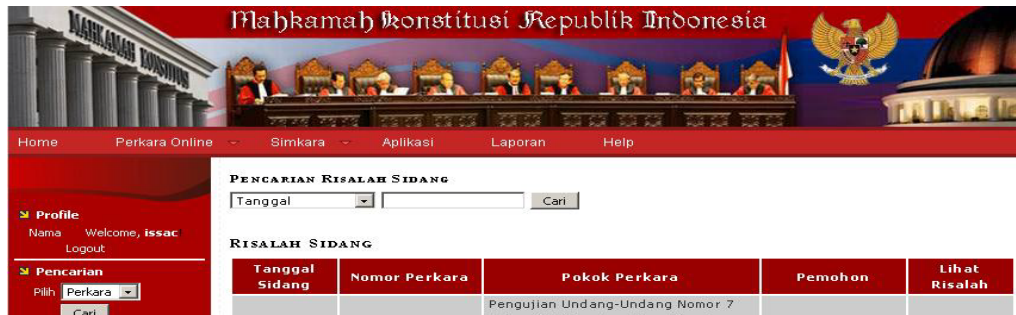 MAHKAMAH KONSTITUSI
Mahkamah Konstitusi Republik Indonesia
Home Perkara Online Simkara Aplikasi Laporan Help
Profile
Nama Welcome, issac
Logout
Pencarian
Pilih Perkara
Cari
PENCARIAN RISALAH SIDANG
Tanggal Cari
RISALAH SIDANG
Tanggal Sidang Nomor Perkara Pokok Perkara Pemohon Lihat Risalah
Pengujian Undang-Undang Nomor 7